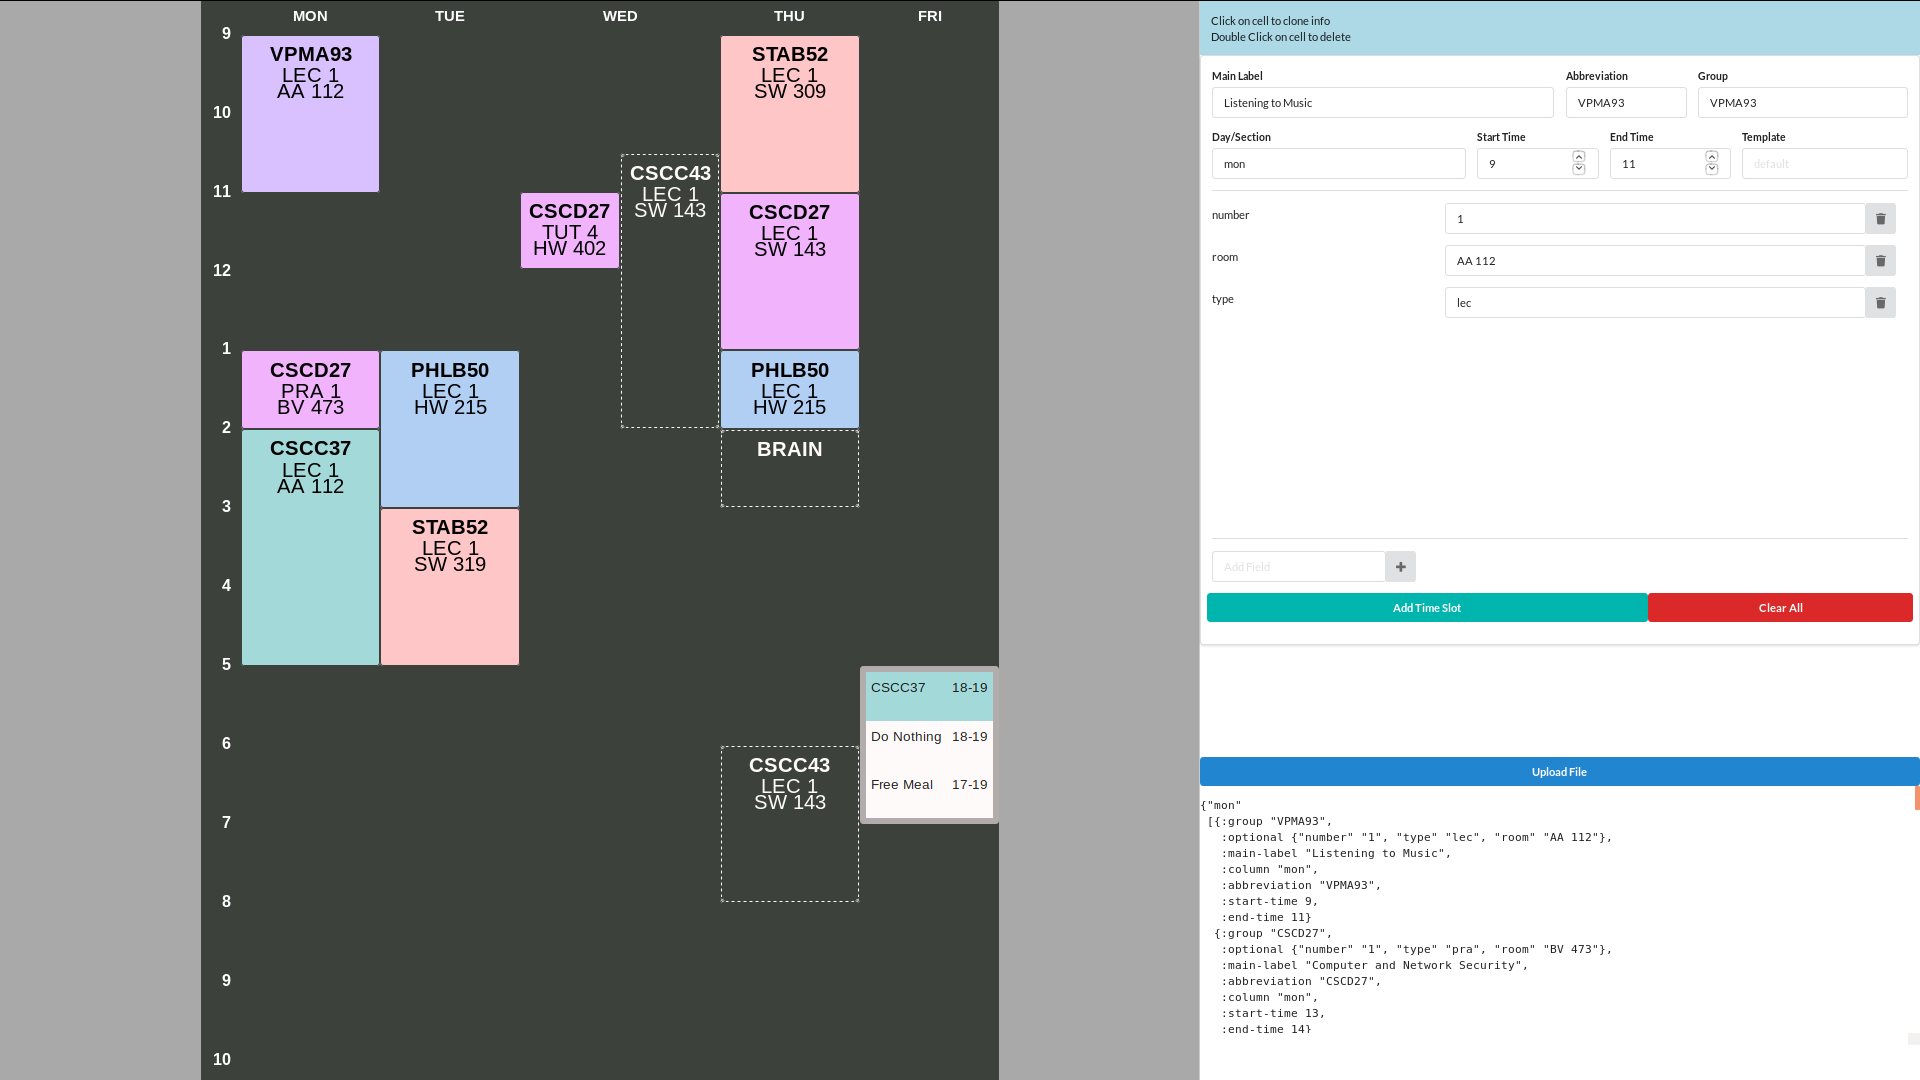 MON TUE WED THU FRI
9
VPMA93
LEC 1
AA 112
STAB52
LEC 1
SW 309
10
CSCC43
LEC 1
SW 143
11
CSCD27
TUT 4
HW 402
CSCD27
LEC 1
SW 143
12
1
CSCD27
PRA 1
BV 473
PHLB50
LEC 1
HW 215
PHLB50
LEC 1
HW 215
2
CSCC37
LEC 1
AA 112
BRAIN
3
STAB52
LEC 1
SW 319
4
5
CSCC37 18-19
Do Nothing 18-19
Free Meal 17-19
6
CSCC43
LEC 1
SW 143
7
8
9
10
Click on cell to clone info
Double Click on cell to delete
Main Label Abbreviation Group
Listening to Music VPMA93 VPMA93
Day/Section Start Time End Time Template
mon 9 11 default
number 1
room AA 112
type lec
Add Field
Add Time Slot Clear All
Upload File
{"mon"
[{:group "VPMA93",
:optional {"number" "1", "type" "lec", "room" "AA 112"},
:main-label "Listening to Music",
:column "mon",
:abbreviation "VPMA93",
:start-time 9,
:end-time 11}
{:group "CSCD27",
:optional {"number" "1", "type" "pra", "room" "BV 473"},
:main-label "Computer and Network Security",
:abbreviation "CSCD27",
:column "mon",
:start-time 13,
:end-time 14}